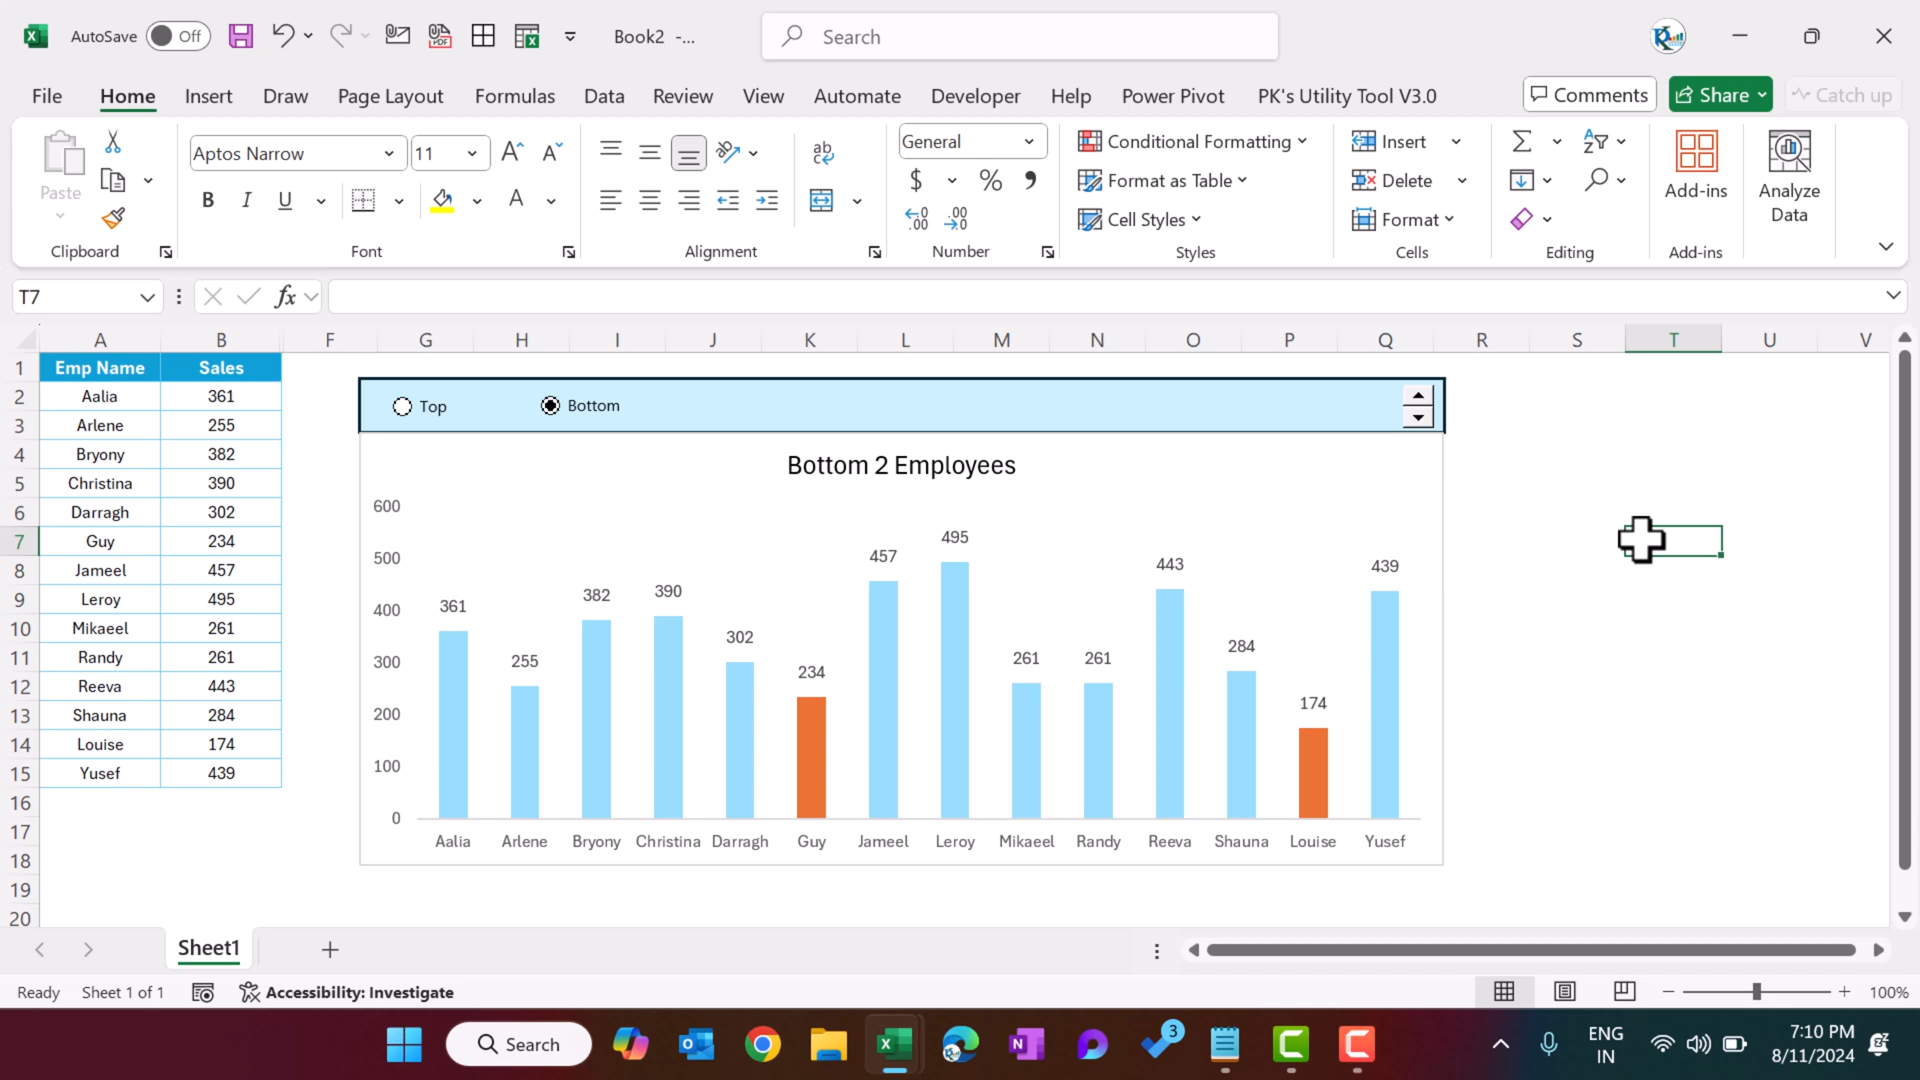 AutoSave Off Book2 -... Search
File Home Insert Draw Page Layout Formulas Data Review View Automate Developer Help Power Pivot PK's Utility Tool V3.0 Comments Share Catch up
Paste
Clipboard
Aptos Narrow 11
B I U A
Font
ab
Alignment
General
$ % ,
Number
Conditional Formatting
Format as Table
Cell Styles
Styles
Insert
Delete
Format
Cells
Editing
Add-ins
Add-ins
Analyze
Data
T7 fx
A B F G H I J K L M N O P Q R S T U V
1 Emp Name Sales
2 Aalia 361
3 Arlene 255
4 Bryony 382
5 Christina 390
6 Darragh 302
7 Guy 234
8 Jameel 457
9 Leroy 495
10 Mikaeel 261
11 Randy 261
12 Reeva 443
13 Shauna 284
14 Louise 174
15 Yusef 439
16
17
18
19
20
Top Bottom
Bottom 2 Employees
600
500
400
300
200
100
0
361 255 382 390 302 234 457 495 261 261 443 284 174 439
Aalia Arlene Bryony Christina Darragh Guy Jameel Leroy Mikaeel Randy Reeva Shauna Louise Yusef
Sheet1
Ready Sheet 1 of 1 Accessibility: Investigate 100%
Search 3 ENG 7:10 PM
IN 8/11/2024